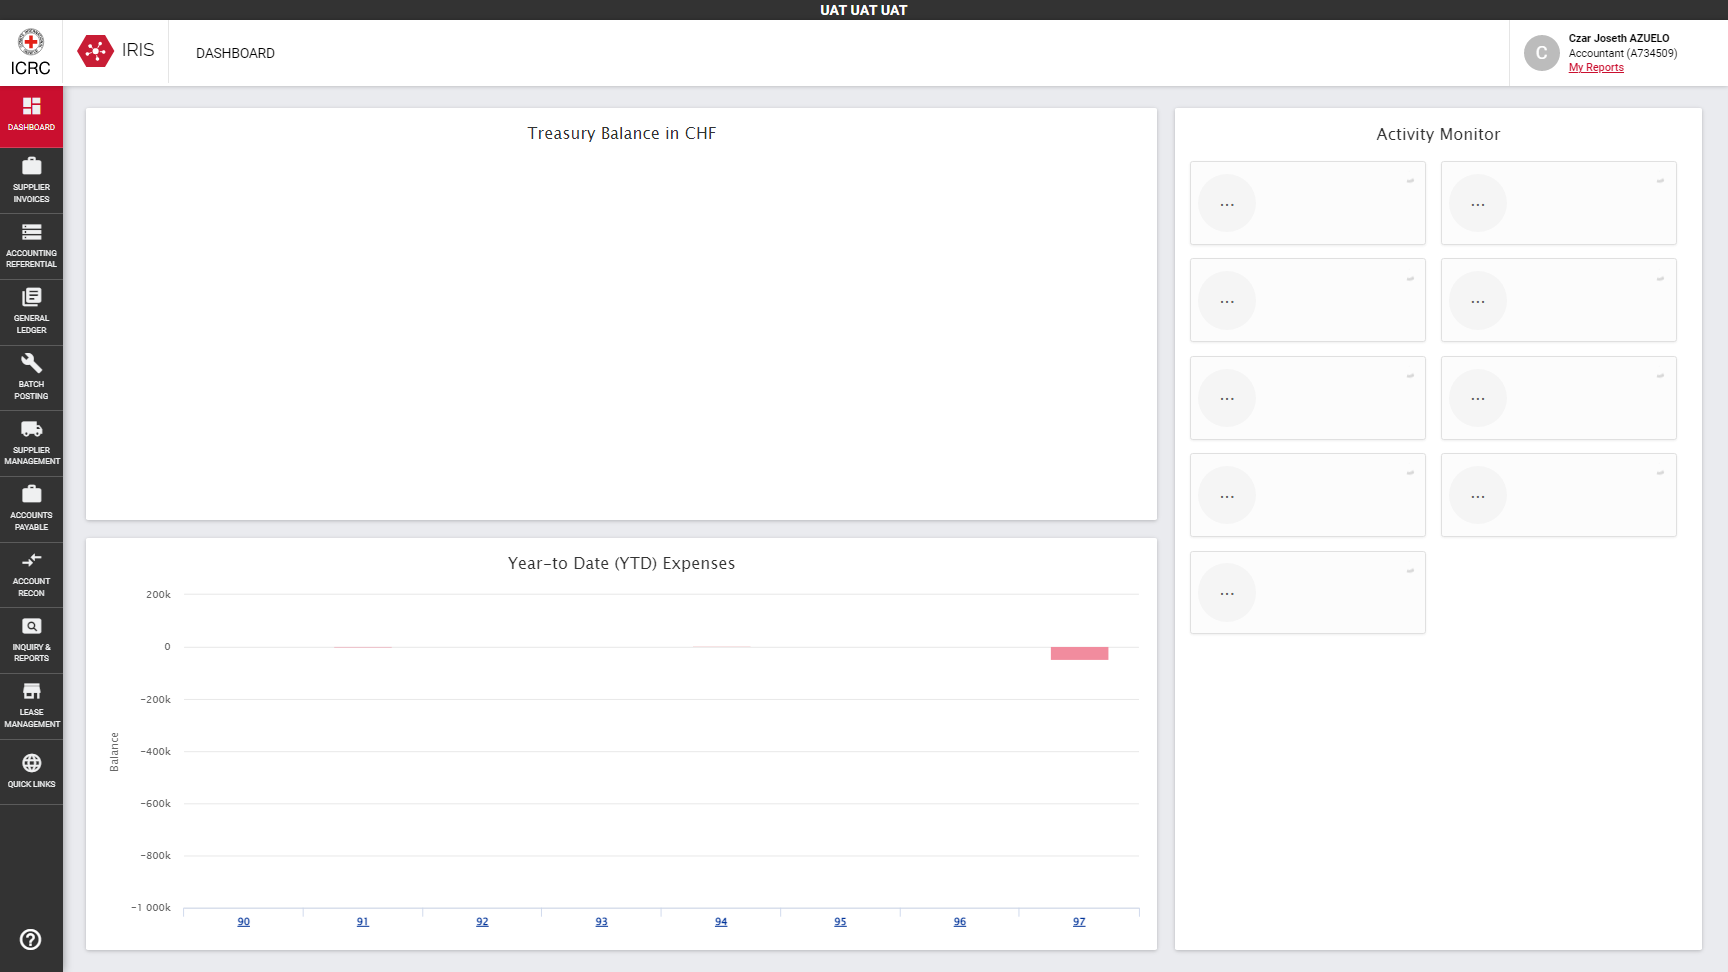 UAT UAT UAT
ICRC
IRIS
DASHBOARD
Czar Joseth AZUELO
Accountant (A734509)
My Reports
DASHBOARD
SUPPLIER
INVOICES
ACCOUNTING
REFERENTIAL
GENERAL
LEDGER
BATCH
POSTING
SUPPLIER
MANAGEMENT
ACCOUNTS
PAYABLE
ACCOUNT
RECON
INQUIRY &
REPORTS
LEASE
MANAGEMENT
QUICK LINKS
Treasury Balance in CHF
Year-to Date (YTD) Expenses
Balance
200k
0
-200k
-400k
-600k
-800k
-1 000k
90 91 92 93 94 95 96 97
Activity Monitor
... ...
... ...
... ...
... ...
...